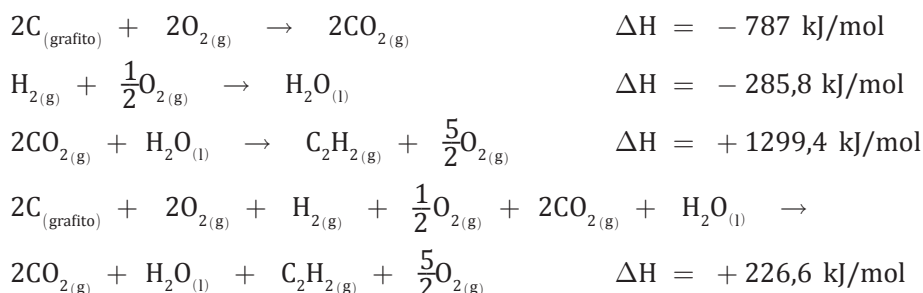 2C(grafito) + 2O2(g) → 2CO2(g) ΔH = − 787 kJ/mol
H2(g) + 1/2O2(g) → H2O(l) ΔH = − 285,8 kJ/mol
2CO2(g) + H2O(l) → C2H2(g) + 5/2O2(g) ΔH = + 1299,4 kJ/mol
2C(grafito) + 2O2(g) + H2(g) + 1/2O2(g) + 2CO2(g) + H2O(l) →
2CO2(g) + H2O(l) + C2H2(g) + 5/2O2(g) ΔH = + 226,6 kJ/mol